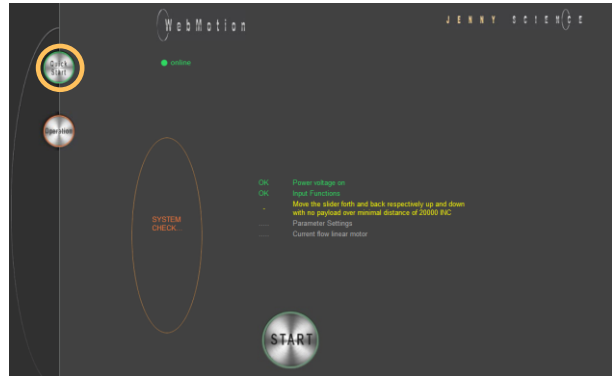 WebMotion
JENNY SCIENCE
Quick
Start
online
Operation
OK Power voltage on
OK Input Functions
- Move the slider forth and back respectively up and down
with no payload over minimal distance of 20000 INC
.... Parameter Settings
.... Current flow linear motor
SYSTEM
CHECK...
START